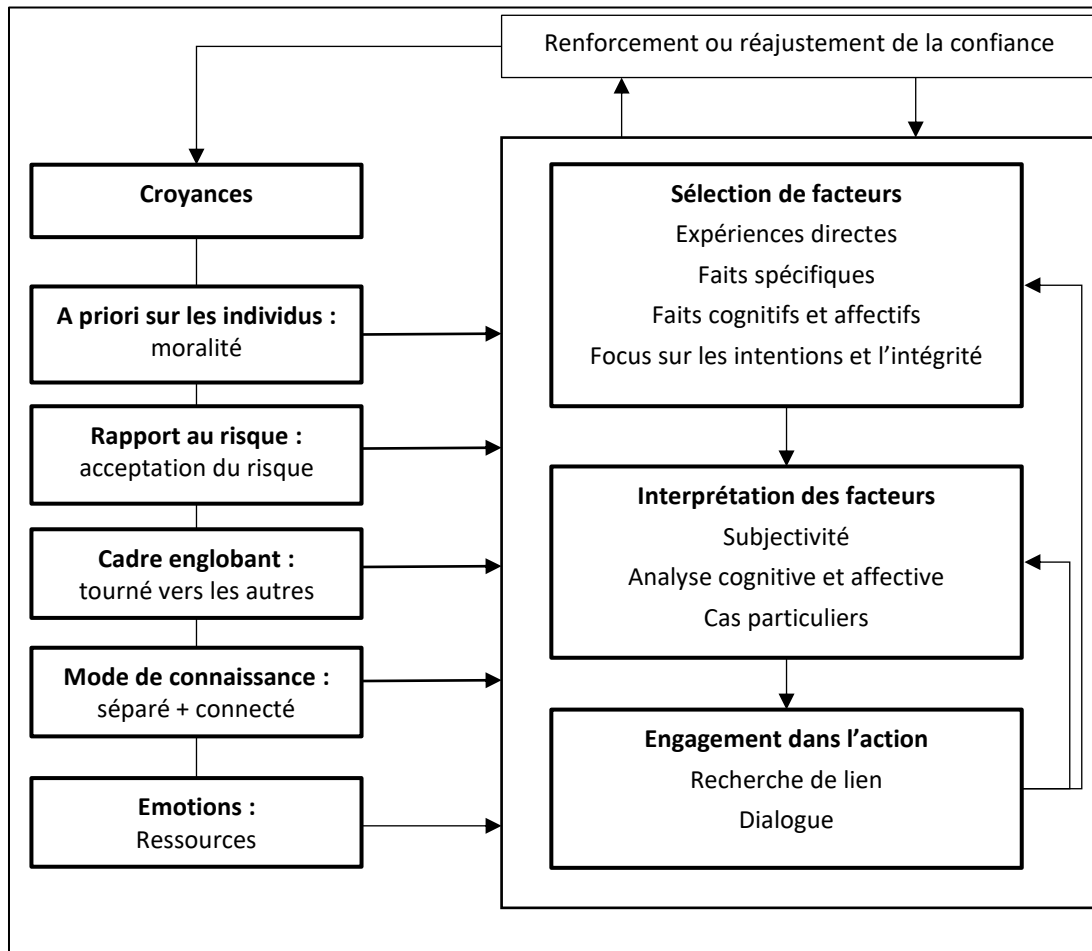 Renforcement ou réajustement de la confiance
Croyances
A priori sur les individus :
moralité
Rapport au risque :
acceptation du risque
Cadre englobant :
tourné vers les autres
Mode de connaissance :
séparé + connecté
Emotions :
Ressources
Sélection de facteurs
Expériences directes
Faits spécifiques
Faits cognitifs et affectifs
Focus sur les intentions et l’intégrité
Interprétation des facteurs
Subjectivité
Analyse cognitive et affective
Cas particuliers
Engagement dans l’action
Recherche de lien
Dialogue